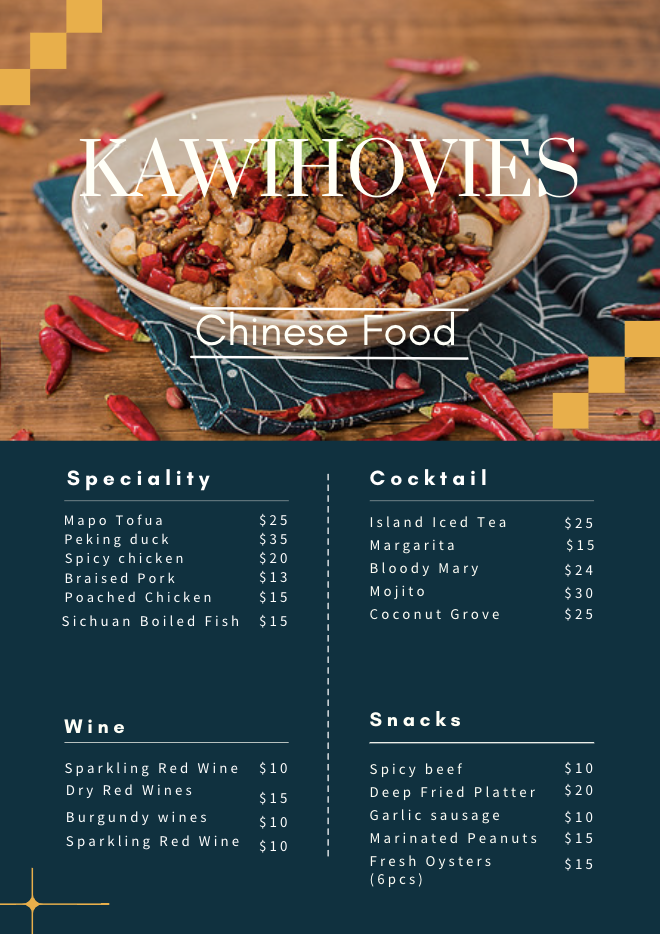 KAWIHOVIES
Chinese Food
Speciality
Mapo Tofua $25
Peking duck $35
Spicy chicken $20
Braised Pork $13
Poached Chicken $15
Sichuan Boiled Fish $15
Wine
Sparkling Red Wine $10
Dry Red Wines $15
Burgundy wines $10
Sparkling Red Wine $10
Cocktail
Island Iced Tea $25
Margarita $15
Bloody Mary $24
Mojito $30
Coconut Grove $25
Snacks
Spicy beef $10
Deep Fried Platter $20
Garlic sausage $10
Marinated Peanuts $15
Fresh Oysters $15
(6pcs)